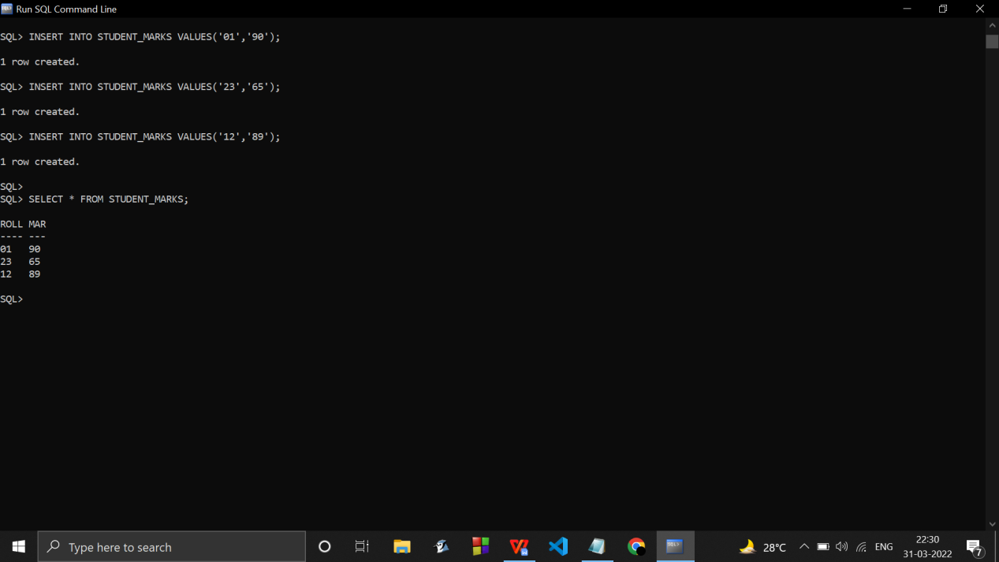 Run SQL Command Line
SQL> INSERT INTO STUDENT_MARKS VALUES('01','90');
1 row created.
SQL> INSERT INTO STUDENT_MARKS VALUES('23','65');
1 row created.
SQL> INSERT INTO STUDENT_MARKS VALUES('12','89');
1 row created.
SQL>
SQL> SELECT * FROM STUDENT_MARKS;
ROLL MAR
---- ---
01   90
23   65
12   89
SQL>
Type here to search
28°C
ENG
22:30
31-03-2022
7